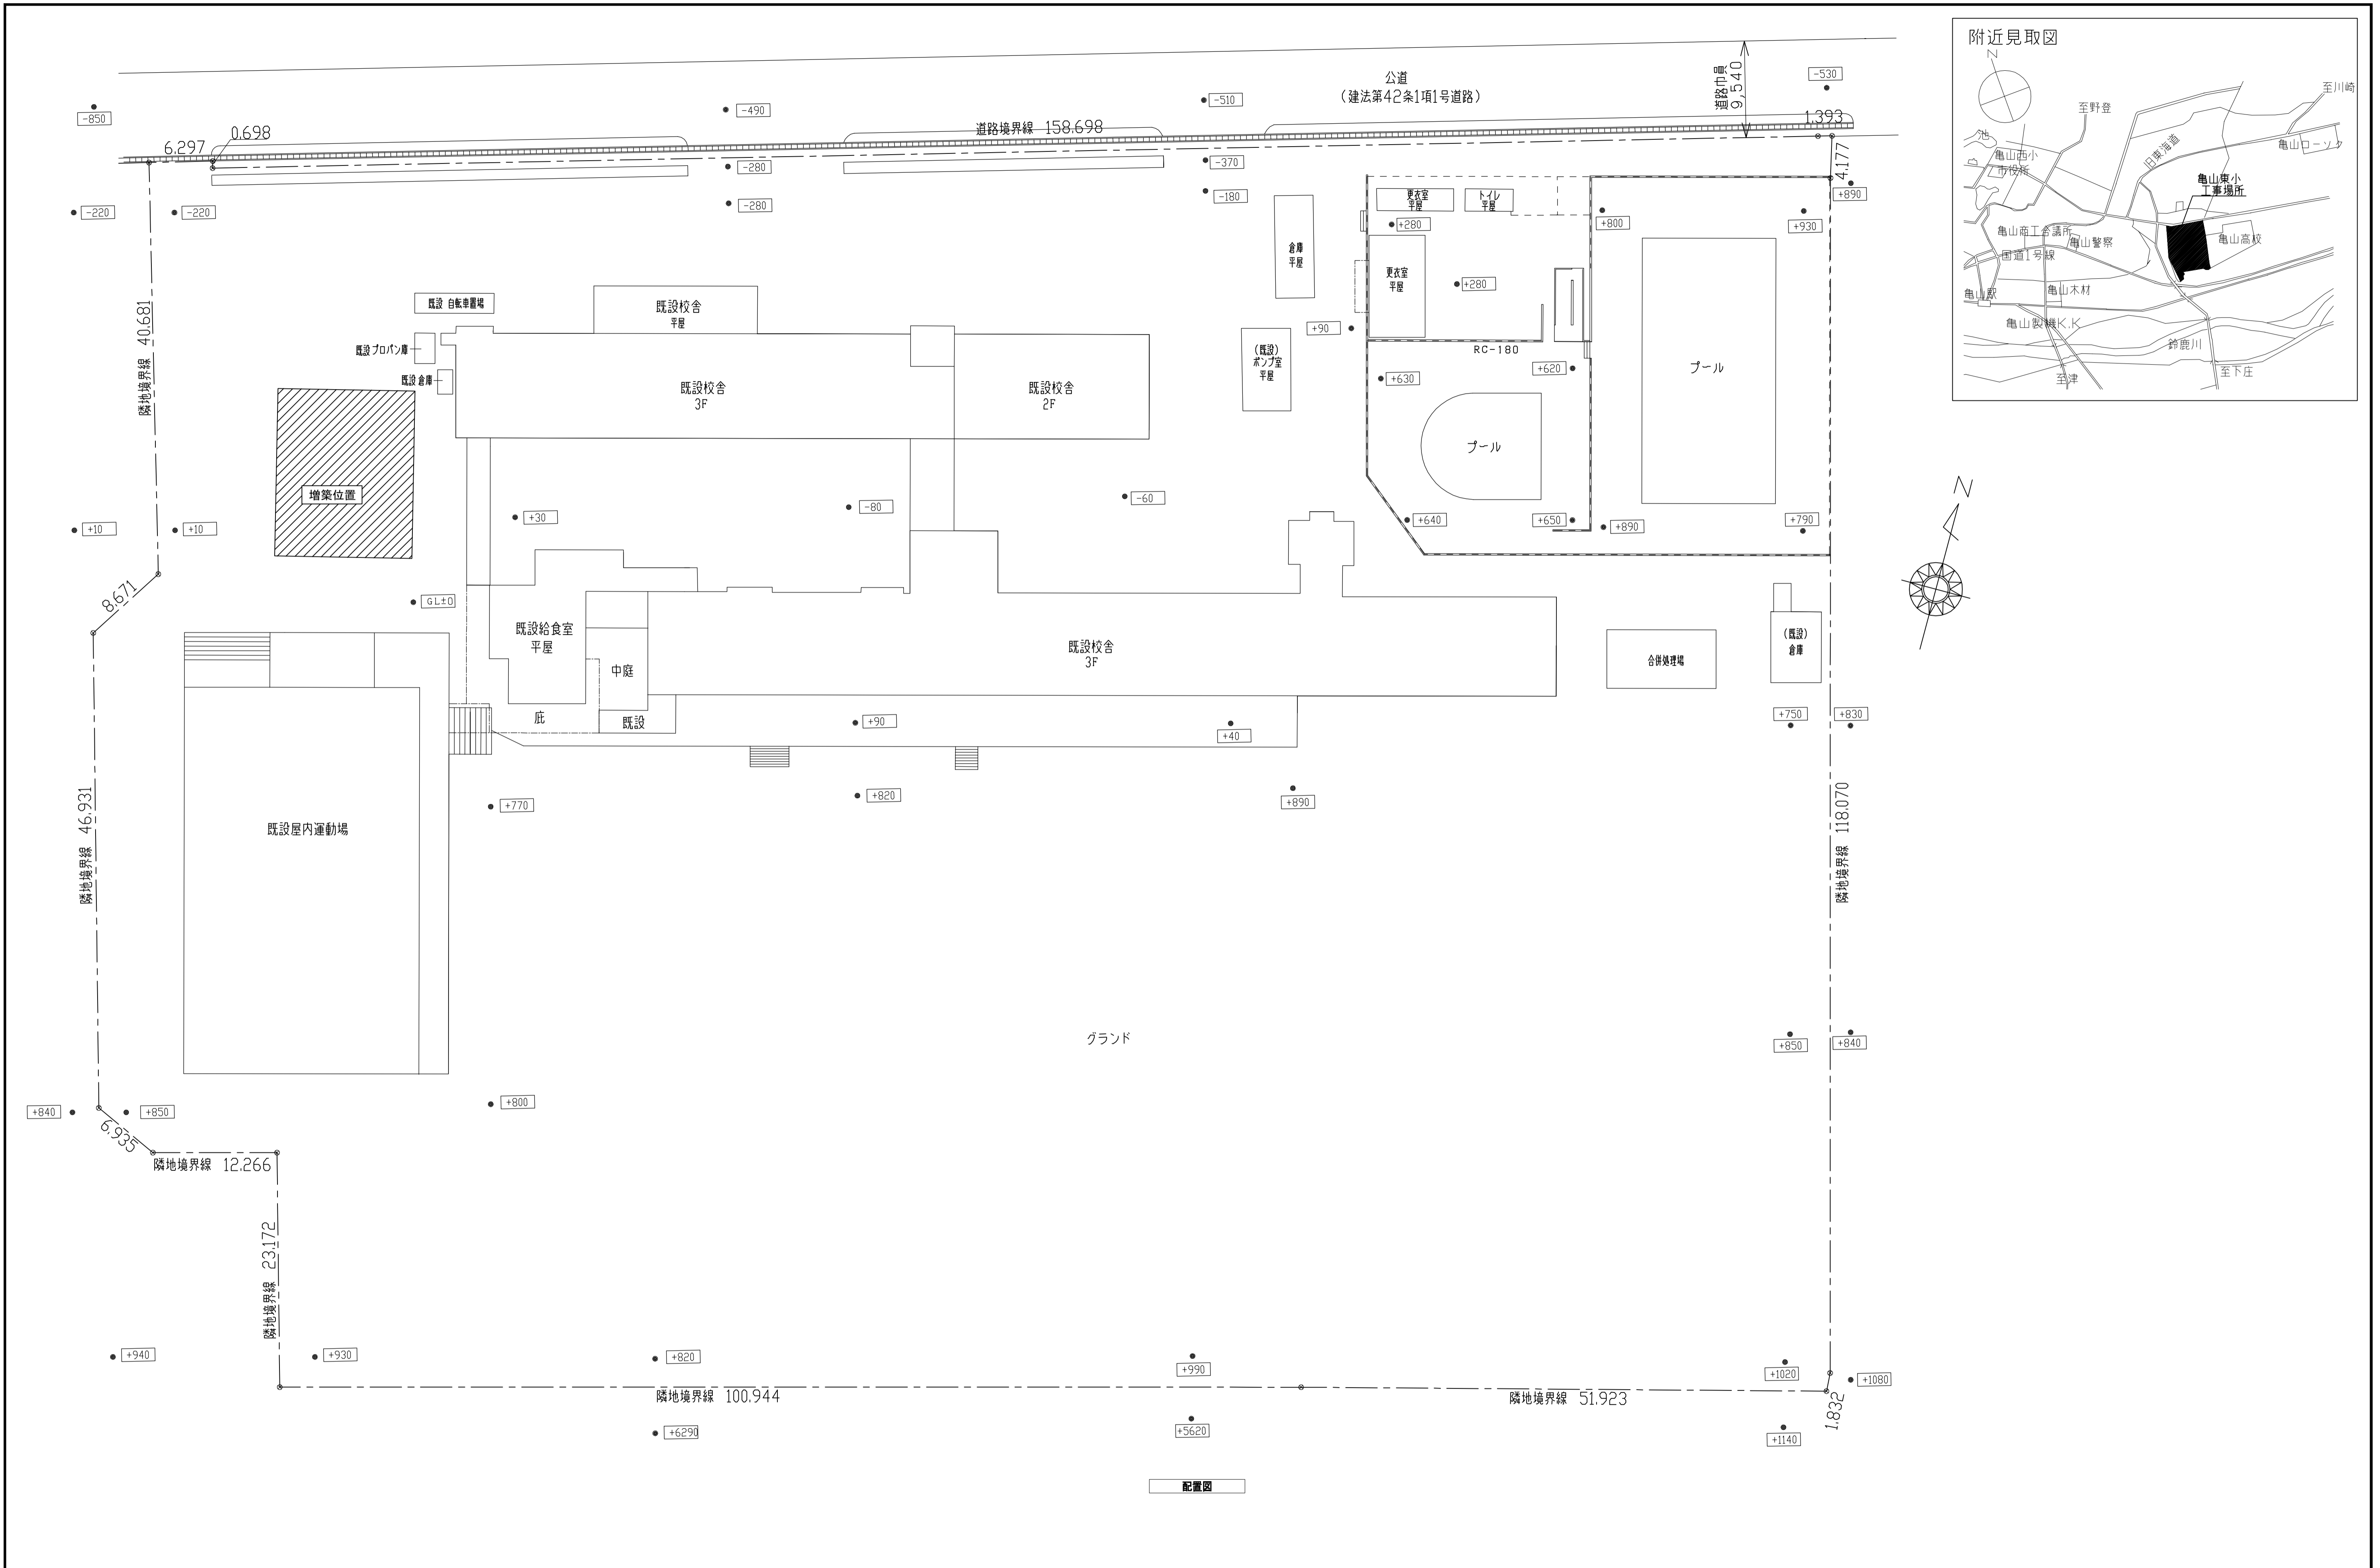 附近見取図
N
至野登
至川崎
池
亀山西小
市役所
旧東海道
亀山ローソク
亀山東小
工事場所
亀山商工会議所
亀山警察
亀山高校
国道1号線
亀山駅
亀山木材
亀山製機K.K
鈴鹿川
至津
至下庄
公道
(建法第42条1項1号道路)
道路巾員
9,540
-530
-850
-490
-510
6.297
0.698
道路境界線 158.698
1.393
4.177
-280
-370
-220
-220
-280
-180
+890
更衣室
平屋
トイレ
平屋
+280
+800
+930
倉庫
平屋
更衣室
平屋
+280
隣地境界線 40.681
既設 自転車置場
既設校舎
平屋
+90
既設プロパン庫
RC-180
(既設)
ポンプ室
平屋
既設倉庫
既設校舎
3F
既設校舎
2F
+630
+620
プール
プール
増築位置
-80
-60
+30
+10
+10
+640
+650
+890
+790
N
8.671
GL±0
既設給食室
平屋
中庭
既設校舎
3F
合併処理場
(既設)
倉庫
庇
既設
+90
+40
+750
+830
隣地境界線 46.931
+770
+820
+890
隣地境界線 118.070
既設屋内運動場
グランド
+850
+840
+840
+850
+800
6.935
隣地境界線 12.266
隣地境界線 23.172
+940
+930
+820
+990
+1020
+1080
隣地境界線 100.944
隣地境界線 51.923
1.832
+6290
+5620
+1140
配置図